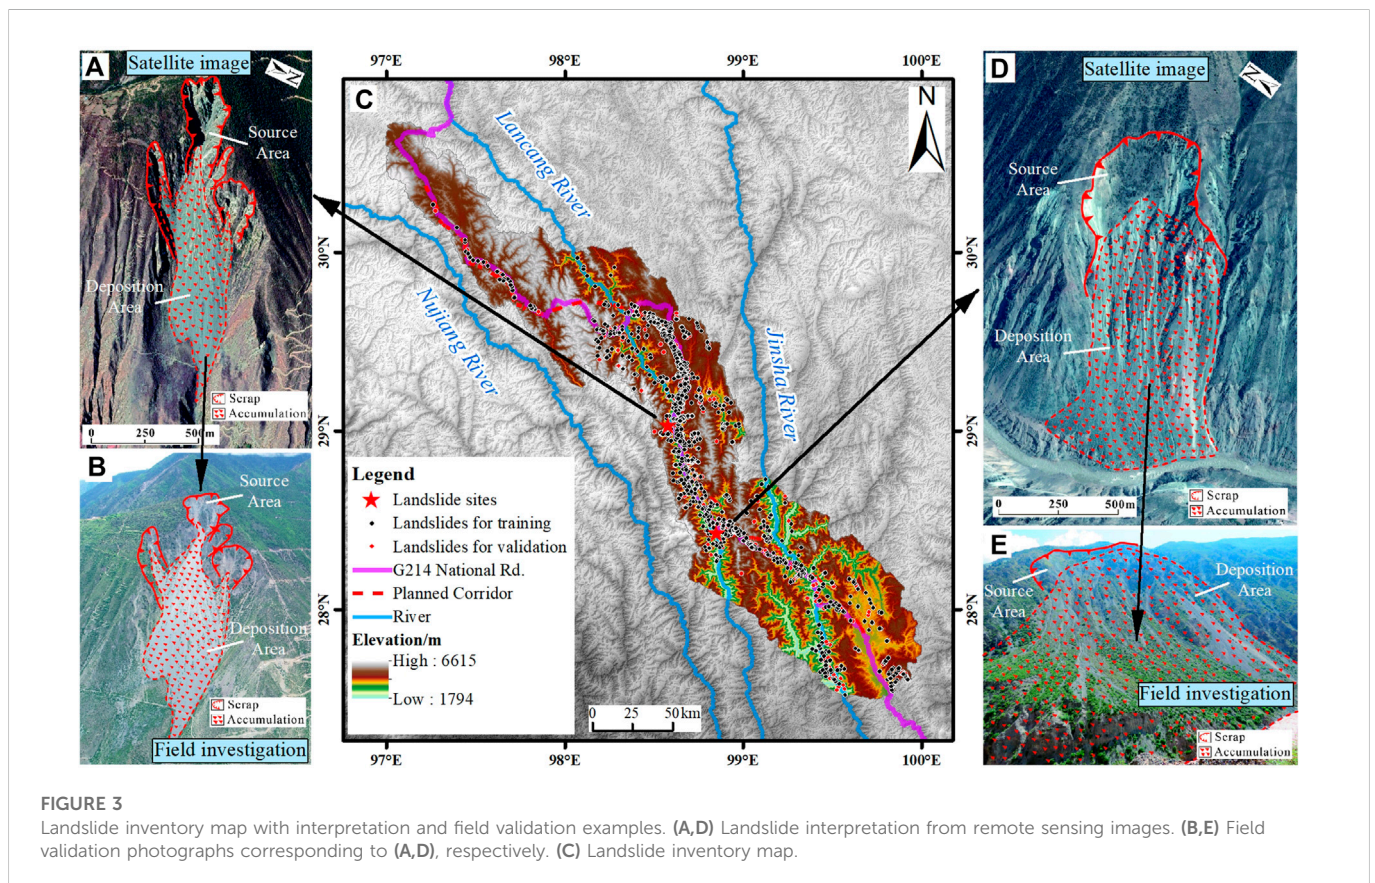 A
Satellite image
N
Source
Area
Deposition
Area
Scrap
Accumulation
0 250 500m
B
Source
Area
Deposition
Area
Scrap
Accumulation
Field investigation
97°E 98°E 99°E 100°E
C
N
Lancang River
Nujiang River
Jinsha River
30°N
29°N
28°N
30°N
29°N
28°N
Legend
Landslide sites
Landslides for training
Landslides for validation
G214 National Rd.
Planned Corridor
River
Elevation/m
High : 6615
Low : 1794
0 25 50 km
97°E 98°E 99°E 100°E
D
Satellite image
N
Source
Area
Deposition
Area
Scrap
Accumulation
0 250 500m
E
Source
Area
Deposition
Area
Field investigation
Scrap
Accumulation
FIGURE 3
Landslide inventory map with interpretation and field validation examples. (A,D) Landslide interpretation from remote sensing images. (B,E) Field
validation photographs corresponding to (A,D), respectively. (C) Landslide inventory map.